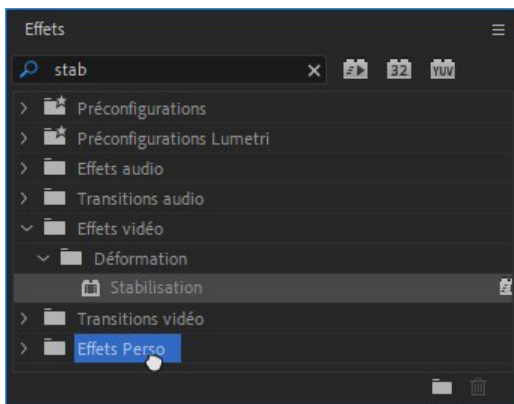 Effets
stab
32
YUV
Préconfigurations
Préconfigurations Lumetri
Effets audio
Transitions audio
Effets vidéo
Déformation
Stabilisation
Transitions vidéo
Effets Perso